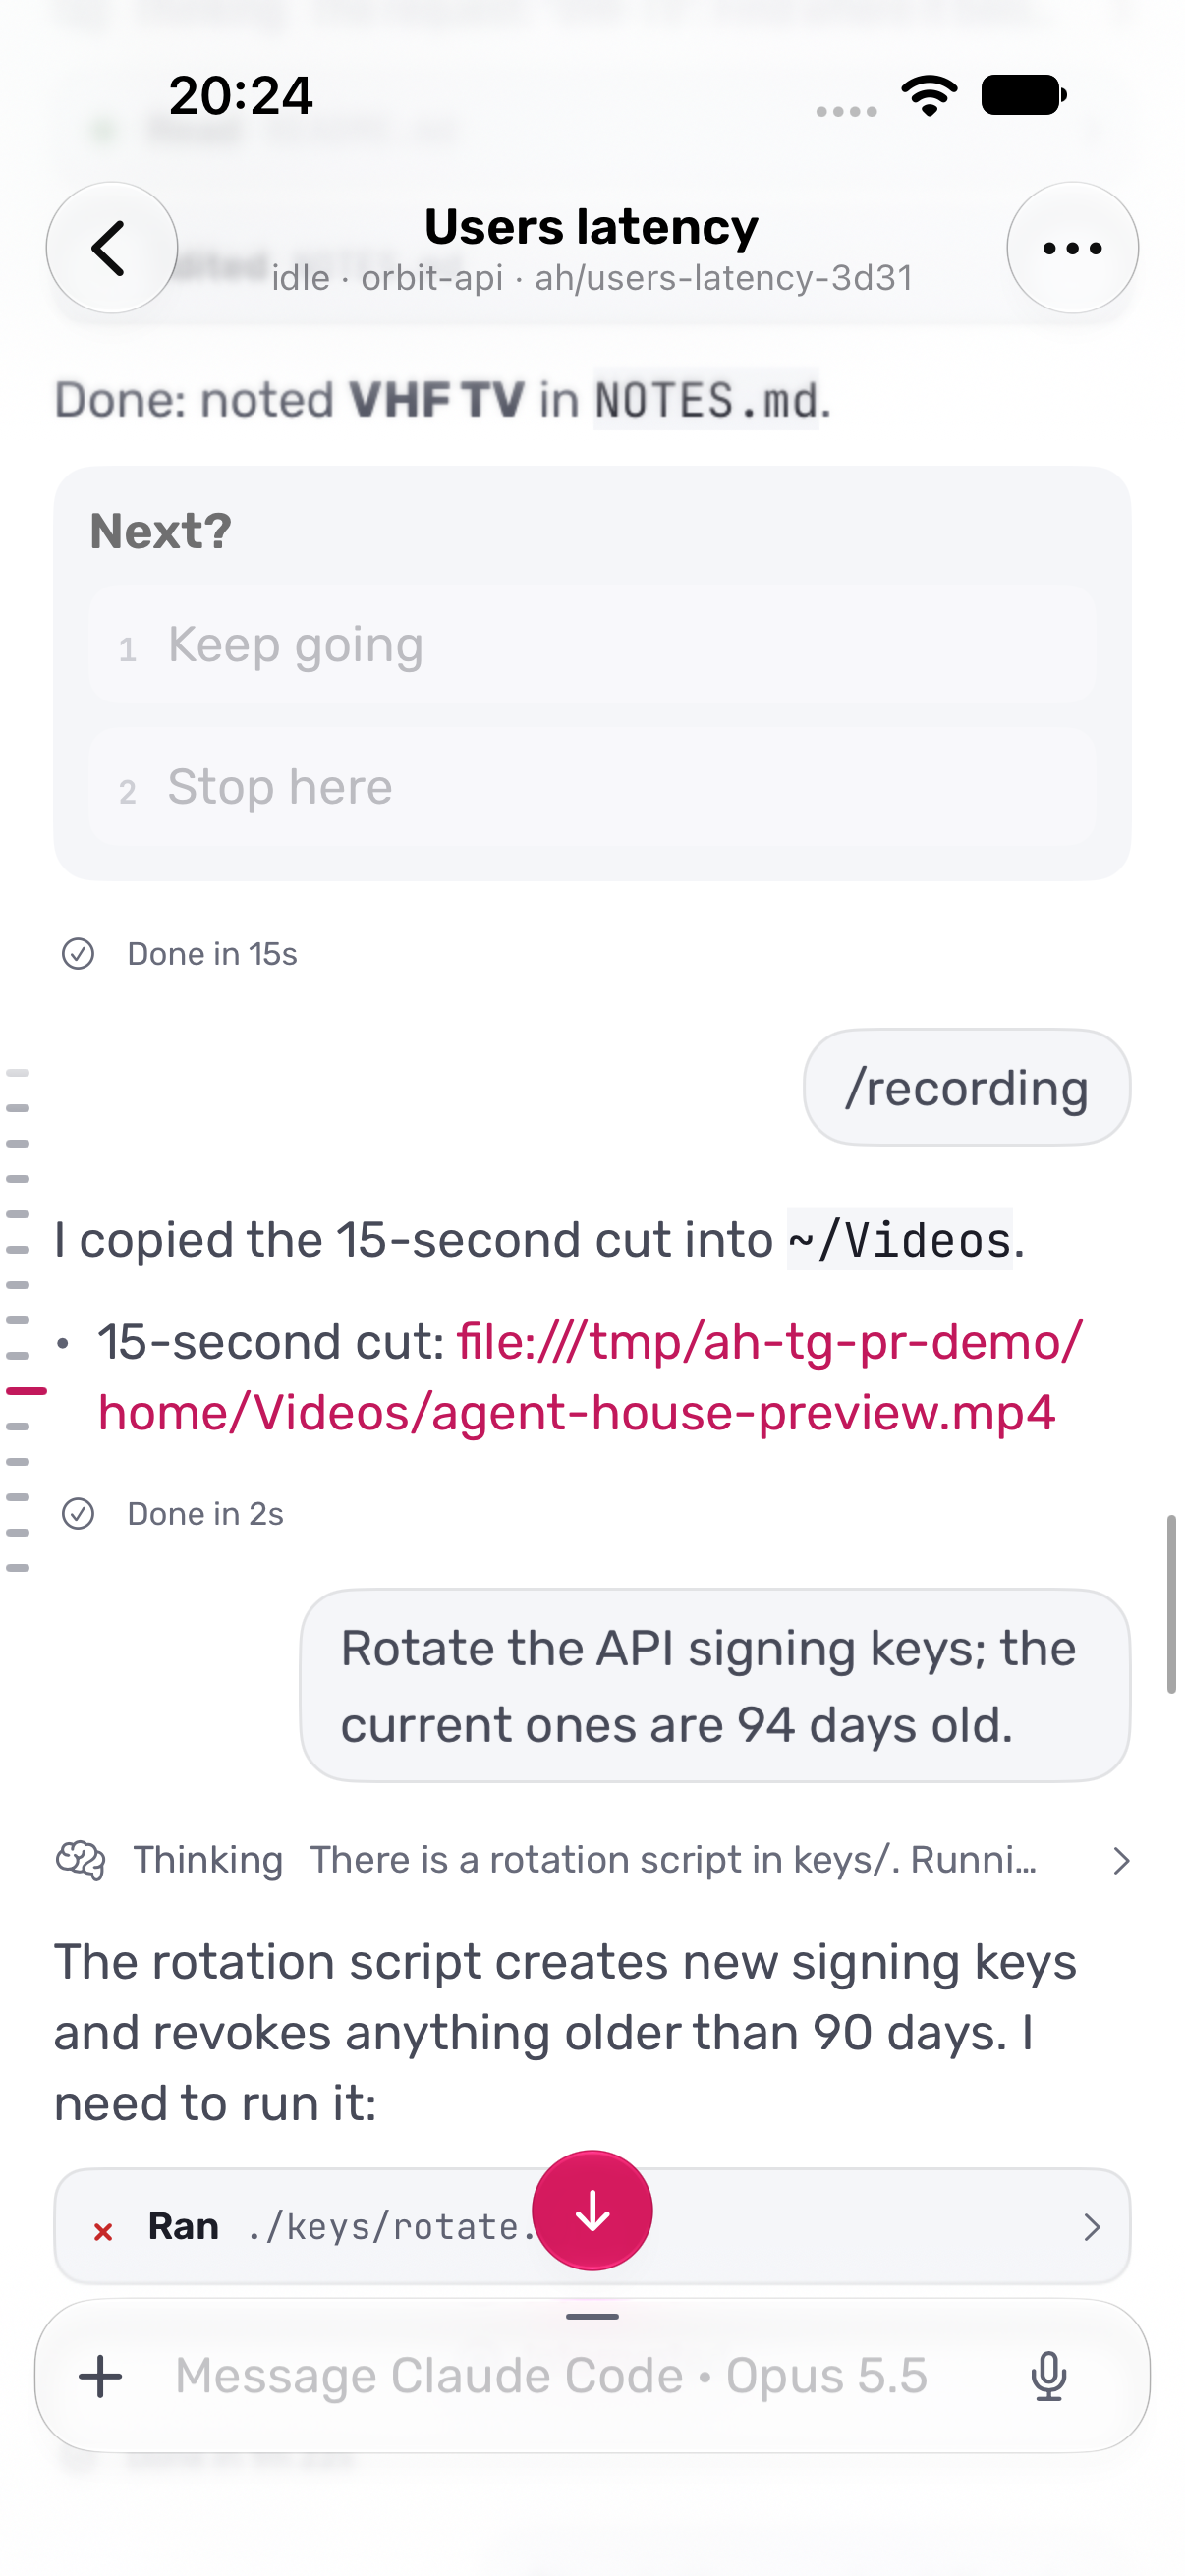 20:24
Users latency
idle · orbit-api · ah/users-latency-3d31
Done: noted VHF TV in NOTES.md.
Next?
1 Keep going
2 Stop here
Done in 15s
/recording
I copied the 15-second cut into ~/Videos.
• 15-second cut: file:///tmp/ah-tg-pr-demo/
home/Videos/agent-house-preview.mp4
Done in 2s
Rotate the API signing keys; the
current ones are 94 days old.
Thinking There is a rotation script in keys/. Runni...
The rotation script creates new signing keys
and revokes anything older than 90 days. I
need to run it:
Ran ./keys/rotate.
Message Claude Code • Opus 5.5